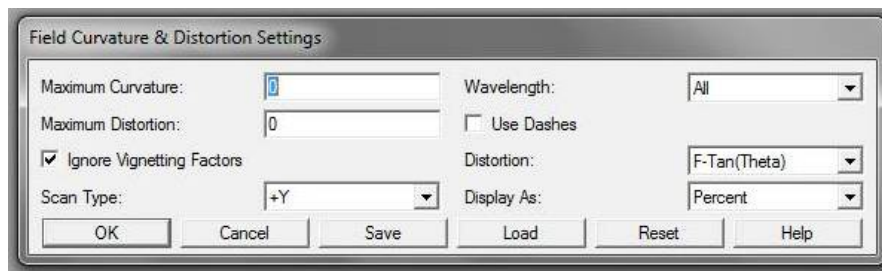 Field Curvature & Distortion Settings
Maximum Curvature: 0 Wavelength: All
Maximum Distortion: 0 Use Dashes
Ignore Vignetting Factors Distortion: F-Tan(Theta)
Scan Type: +Y Display As: Percent
OK Cancel Save Load Reset Help